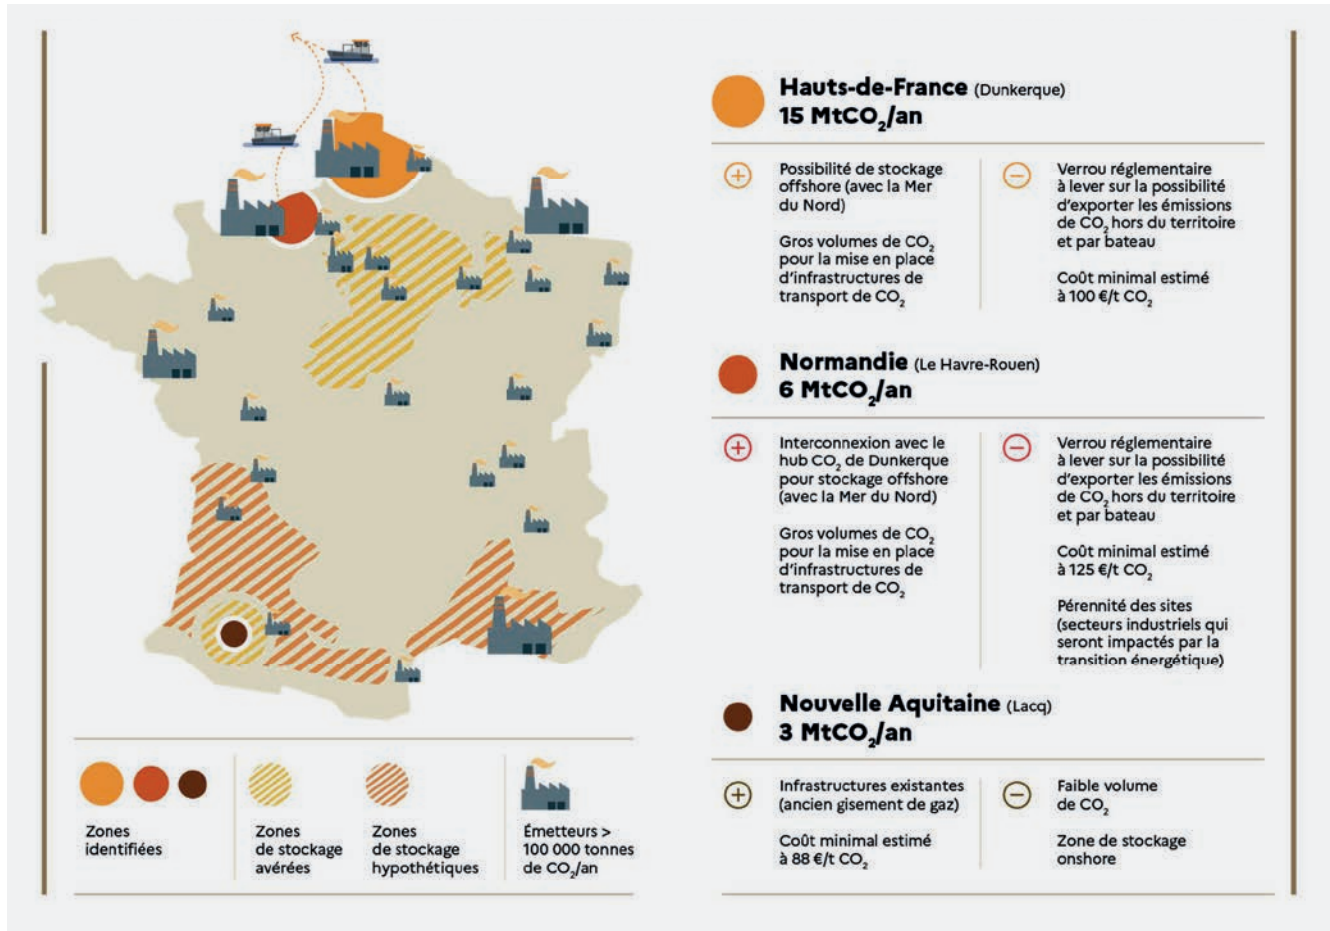 Hauts-de-France (Dunkerque)
15 MtCO₂/an
Possibilité de stockage
offshore (avec la Mer
du Nord)
Gros volumes de CO₂
pour la mise en place
d'infrastructures de
transport de CO₂
Verrou réglementaire
à lever sur la possibilité
d'exporter les émissions
de CO₂ hors du territoire
et par bateau
Coût minimal estimé
à 100 €/t CO₂
Normandie (Le Havre-Rouen)
6 MtCO₂/an
Interconnexion avec le
hub CO₂ de Dunkerque
pour stockage offshore
(avec la Mer du Nord)
Gros volumes de CO₂
pour la mise en place
d'infrastructures de
transport de CO₂
Verrou réglementaire
à lever sur la possibilité
d'exporter les émissions
de CO₂ hors du territoire
et par bateau
Coût minimal estimé
à 125 €/t CO₂
Pérennité des sites
(secteurs industriels qui
seront impactés par la
transition énergétique)
Nouvelle Aquitaine (Lacq)
3 MtCO₂/an
Infrastructures existantes
(ancien gisement de gaz)
Coût minimal estimé
à 88 €/t CO₂
Faible volume
de CO₂
Zone de stockage
onshore
Zones
identifiées
Zones
de stockage
avérées
Zones
de stockage
hypothétiques
Émetteurs >
100 000 tonnes
de CO₂/an